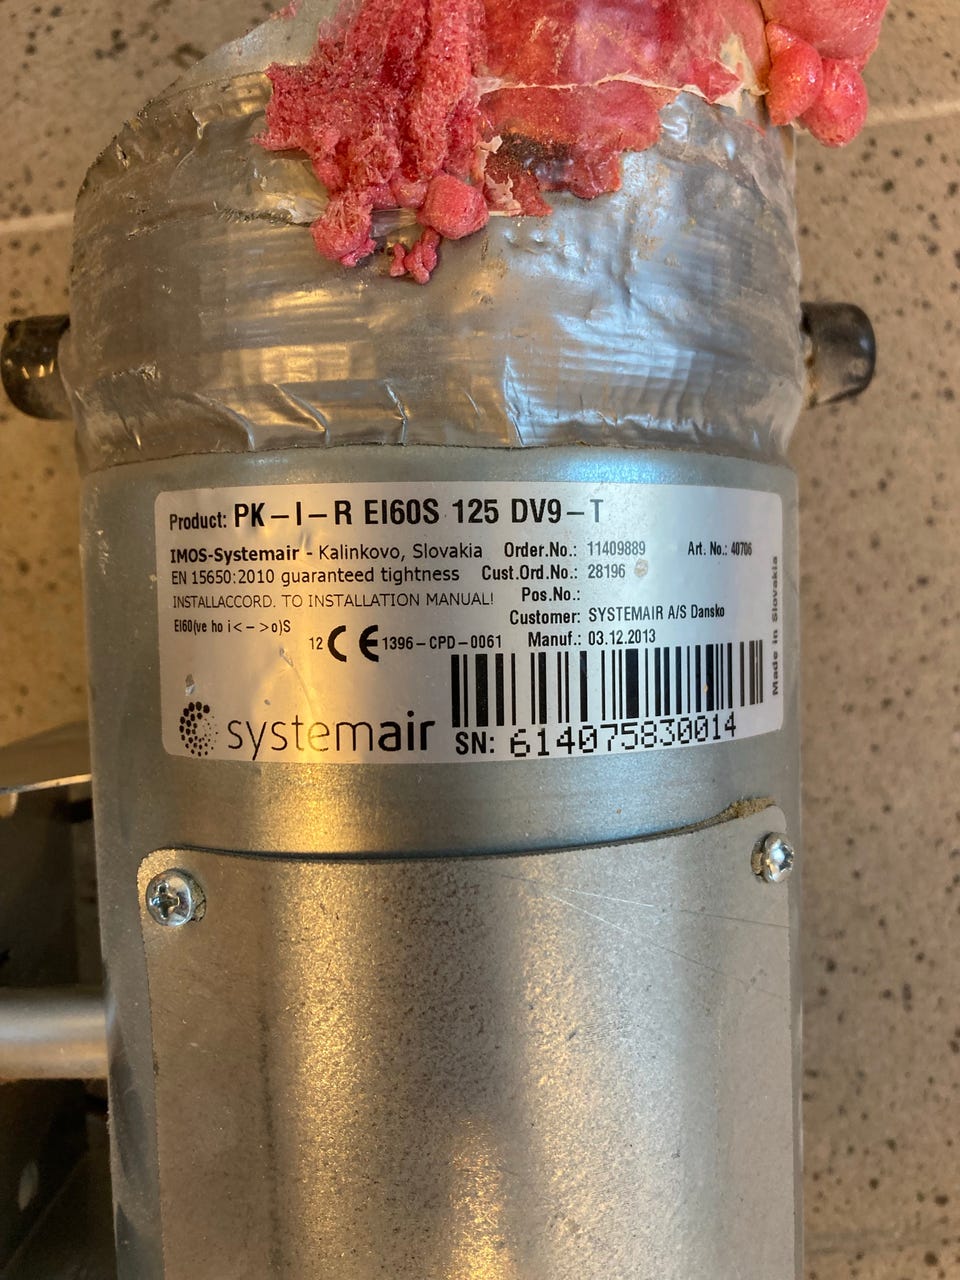 Product: PK-I-R EI60S 125 DV9-T
IMOS-Systemair - Kalinkovo, Slovakia Order.No.: 11409889 Art. No.: 40706
EN 15650:2010 guaranteed tightness Cust.Ord.No.: 28196
INSTALLACCORD. TO INSTALLATION MANUAL! Pos.No.:
EI60(ve ho i<->o)S Customer: SYSTEMAIR A/S Dansko
12 CE 1396-CPD-0061 Manuf.: 03.12.2013
Made in Slovakia
systemair SN: 614075830014